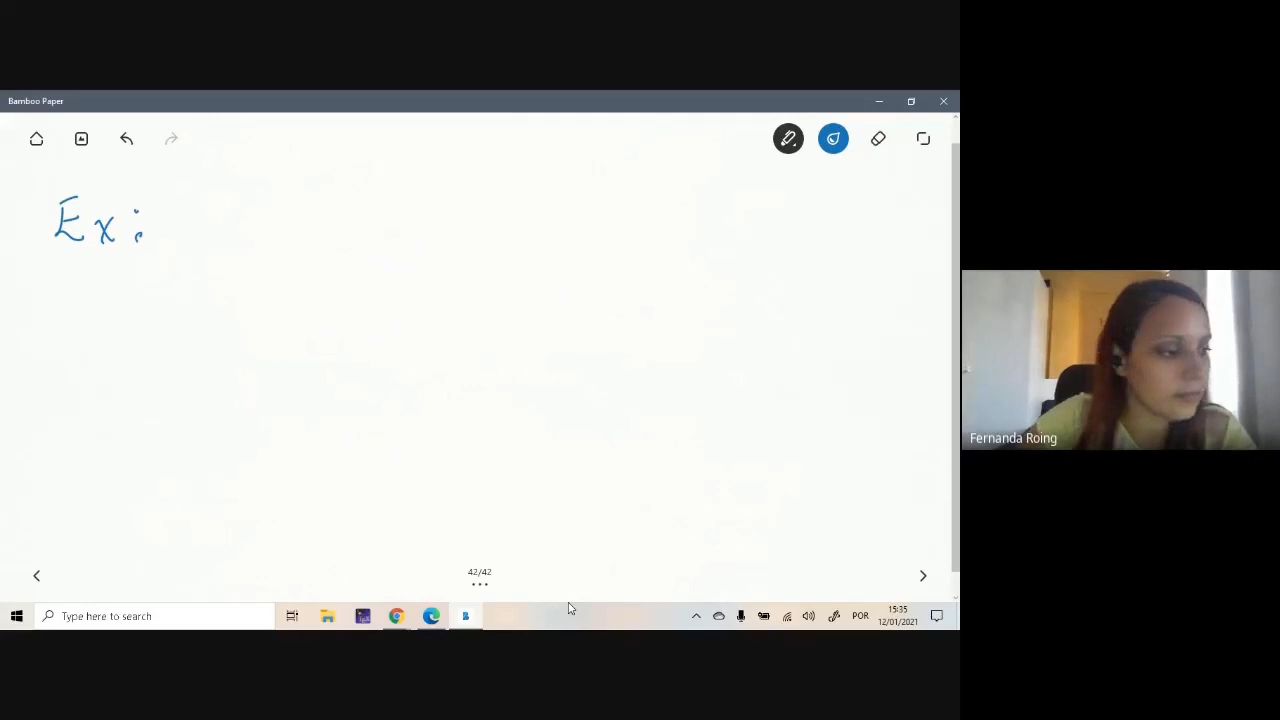 Bamboo Paper
Ex:
Fernanda Roing
42/42
Type here to search
POR
15:35
12/01/2021